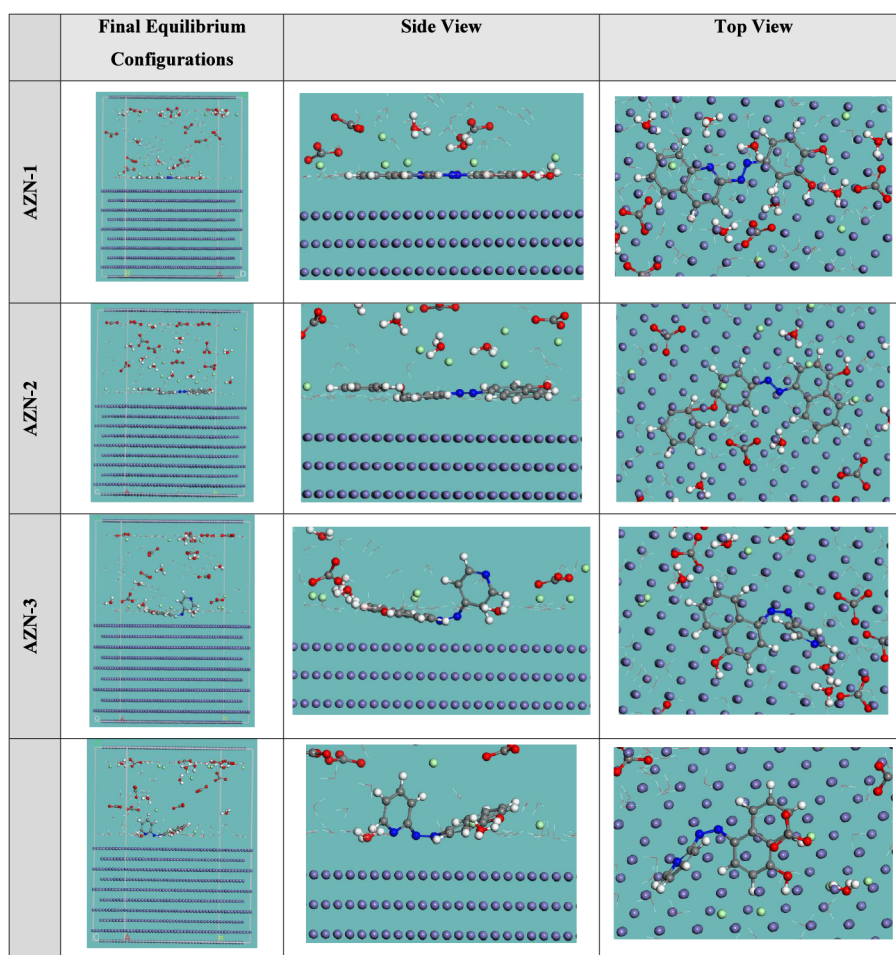 Final Equilibrium
Configurations
Side View
Top View
AZN-1
AZN-2
AZN-3